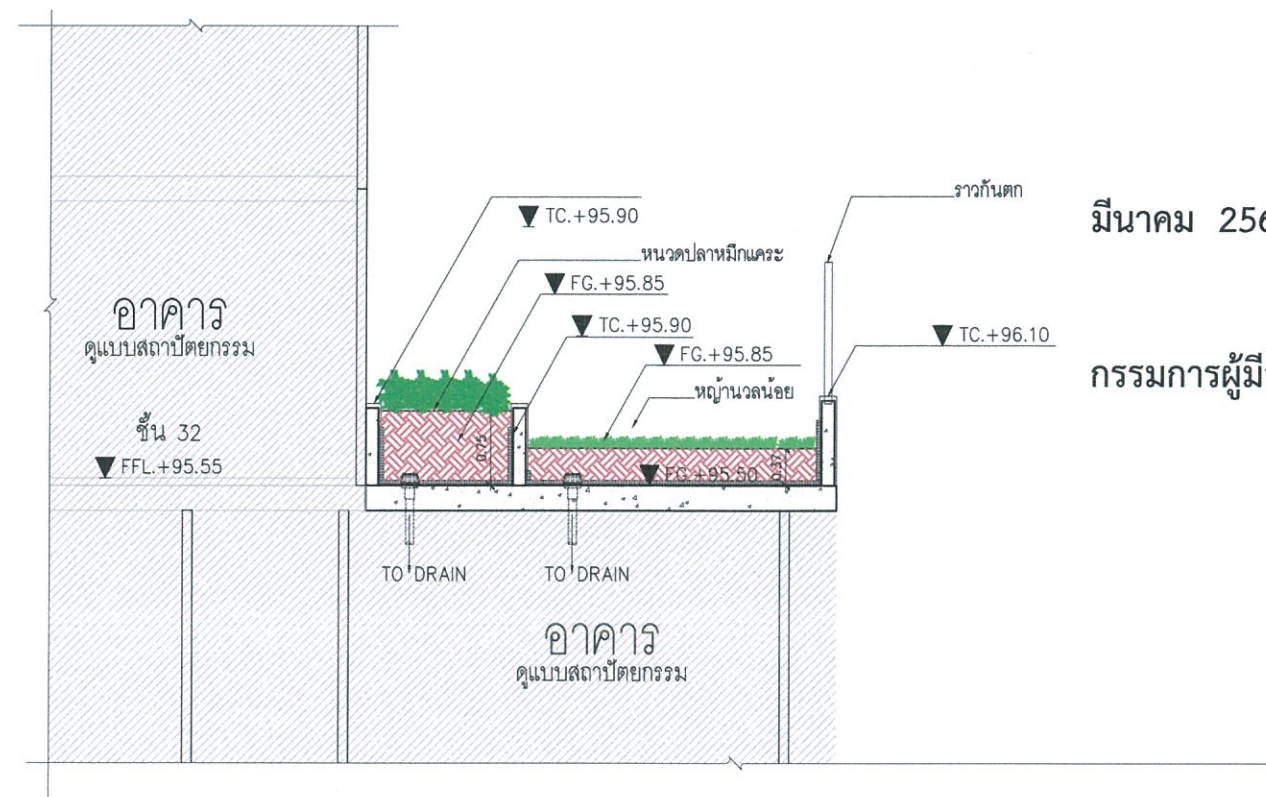 ราวกันตก
TC.+95.90
มีนาคม 256
หนวดปลาหมึกแคระ
FG.+95.85
อาคาร
ดูแบบสถาปัตยกรรม
TC.+95.90
TC.+96.10
FG.+95.85
กรรมการผู้มี
หญ้านวลน้อย
ชั้น 32
0.75
FFL.+95.55
FG.+95.50
0.37
TO DRAIN
TO DRAIN
อาคาร
ดูแบบสถาปัตยกรรม